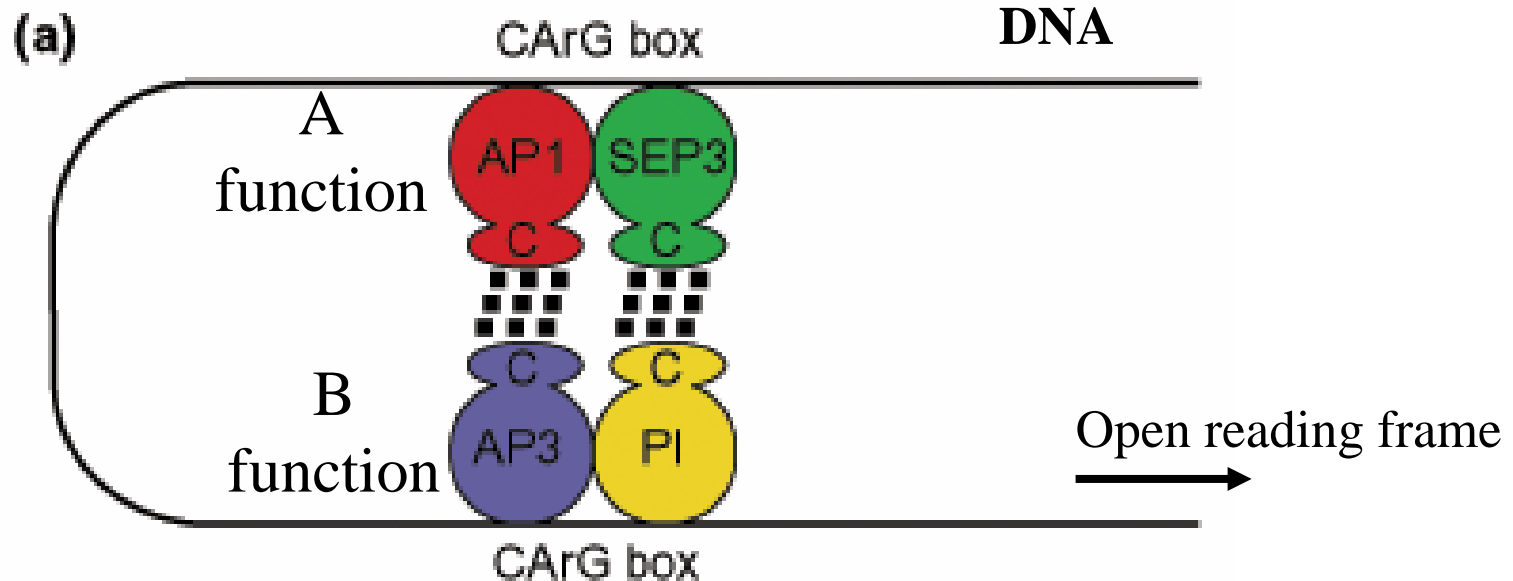 (a)
CArG box
DNA
A
function
AP1
SEP3
C
C
C
C
B
function
AP3
PI
Open reading frame
CArG box